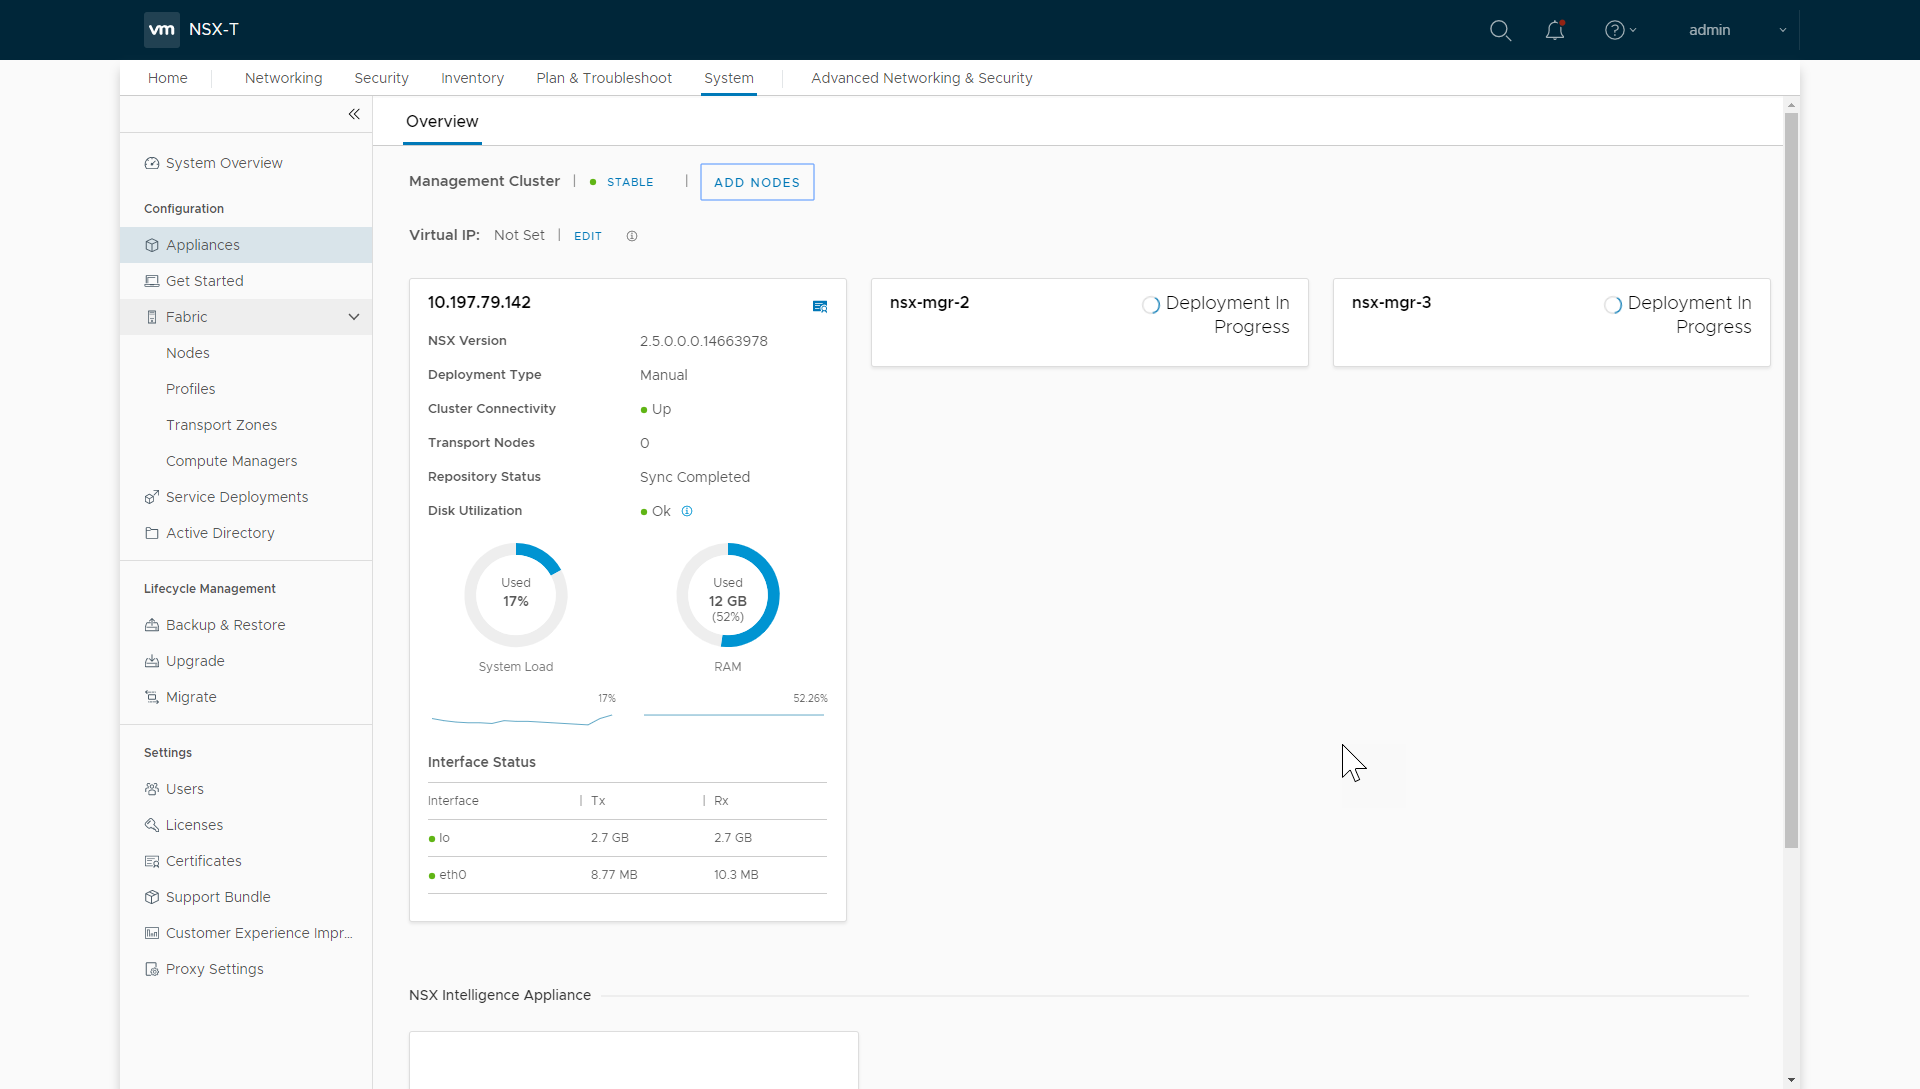 vm NSX-T
admin
Home
Networking
Security
Inventory
Plan & Troubleshoot
System
Advanced Networking & Security
System Overview
Configuration
Appliances
Get Started
Fabric
Nodes
Profiles
Transport Zones
Compute Managers
Service Deployments
Active Directory
Lifecycle Management
Backup & Restore
Upgrade
Migrate
Settings
Users
Licenses
Certificates
Support Bundle
Customer Experience Impr...
Proxy Settings
Overview
Management Cluster | STABLE | ADD NODES
Virtual IP: Not Set | EDIT
10.197.79.142
NSX Version 2.5.0.0.0.14663978
Deployment Type Manual
Cluster Connectivity Up
Transport Nodes 0
Repository Status Sync Completed
Disk Utilization Ok
Used
17%
System Load
17%
Used
12 GB
(52%)
RAM
52.26%
Interface Status
Interface | Tx | Rx
lo 2.7 GB 2.7 GB
eth0 8.77 MB 10.3 MB
nsx-mgr-2
Deployment In
Progress
nsx-mgr-3
Deployment In
Progress
NSX Intelligence Appliance